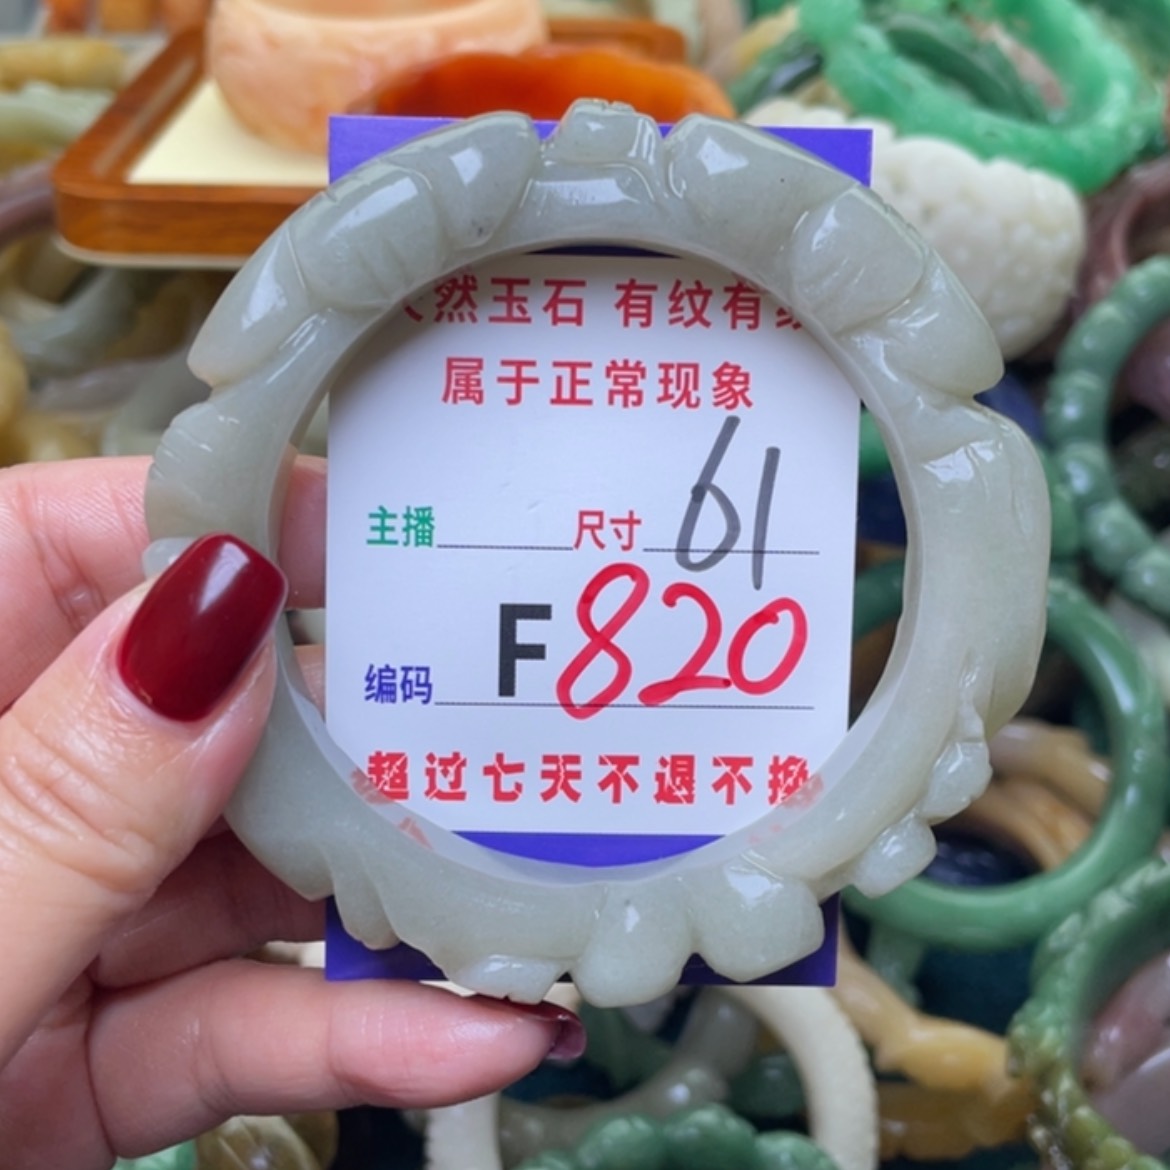 然玉石 有纹有
属于正常现象
主播 尺寸 61
编码 F820
超过七天不退不换